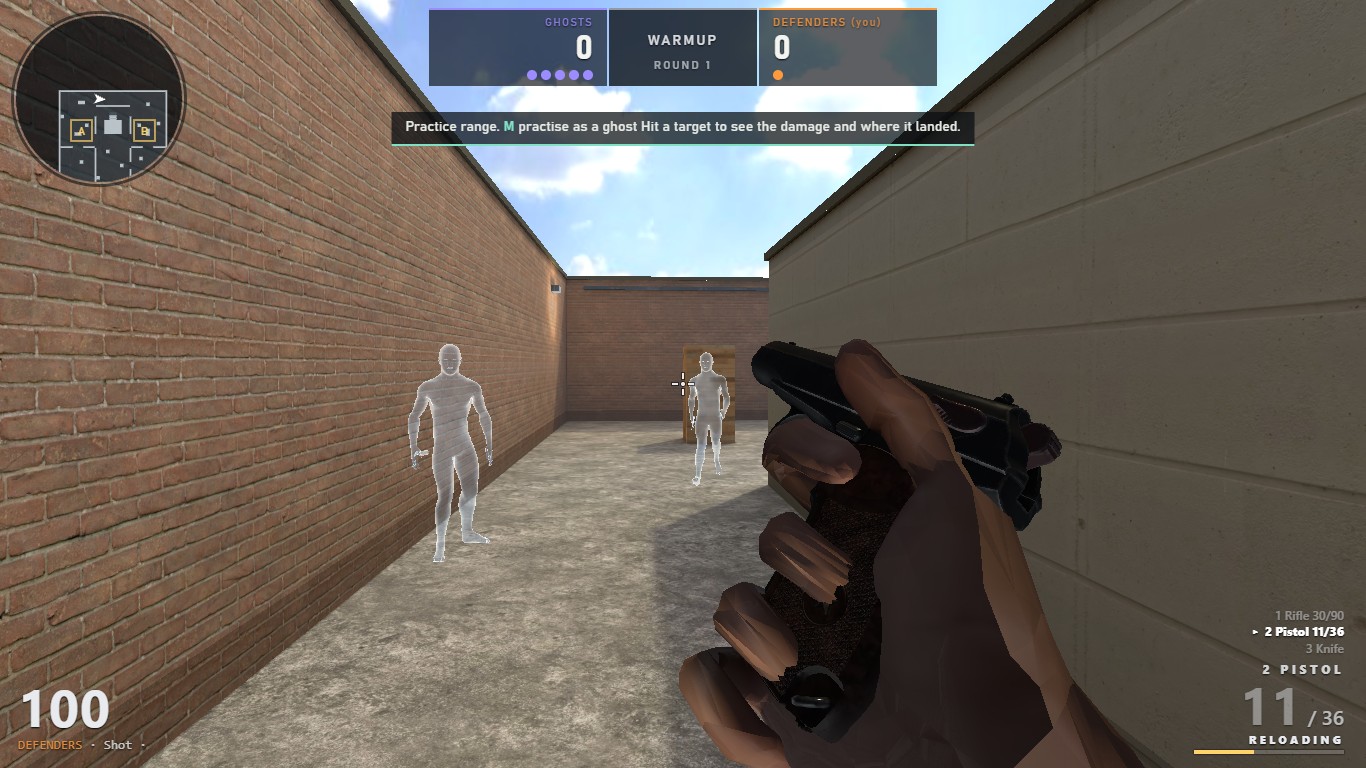 GHOSTS
0
WARMUP
ROUND 1
DEFENDERS (you)
0
A
B
Practice range. M practise as a ghost Hit a target to see the damage and where it landed.
1 Rifle 30/90
▸ 2 Pistol 11/36
3 Knife
2 PISTOL
11 / 36
RELOADING
100
DEFENDERS · Shot ·